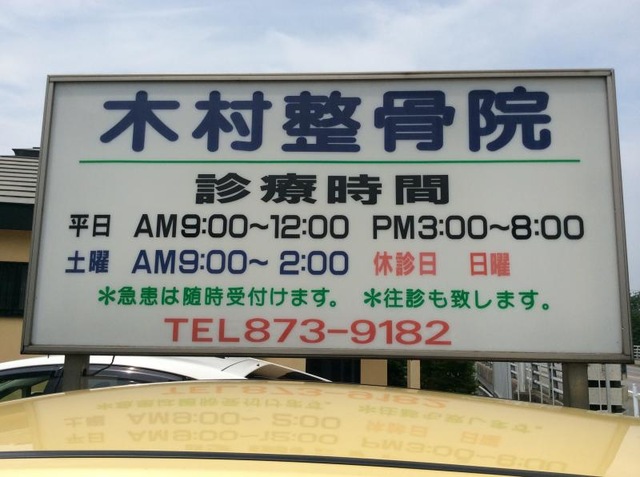 木村整骨院
診療時間
平日 AM9:00~12:00 PM3:00~8:00
土曜 AM9:00~ 2:00 休診日 日曜
*急患は随時受付けます。 *往診も致します。
TEL873-9182